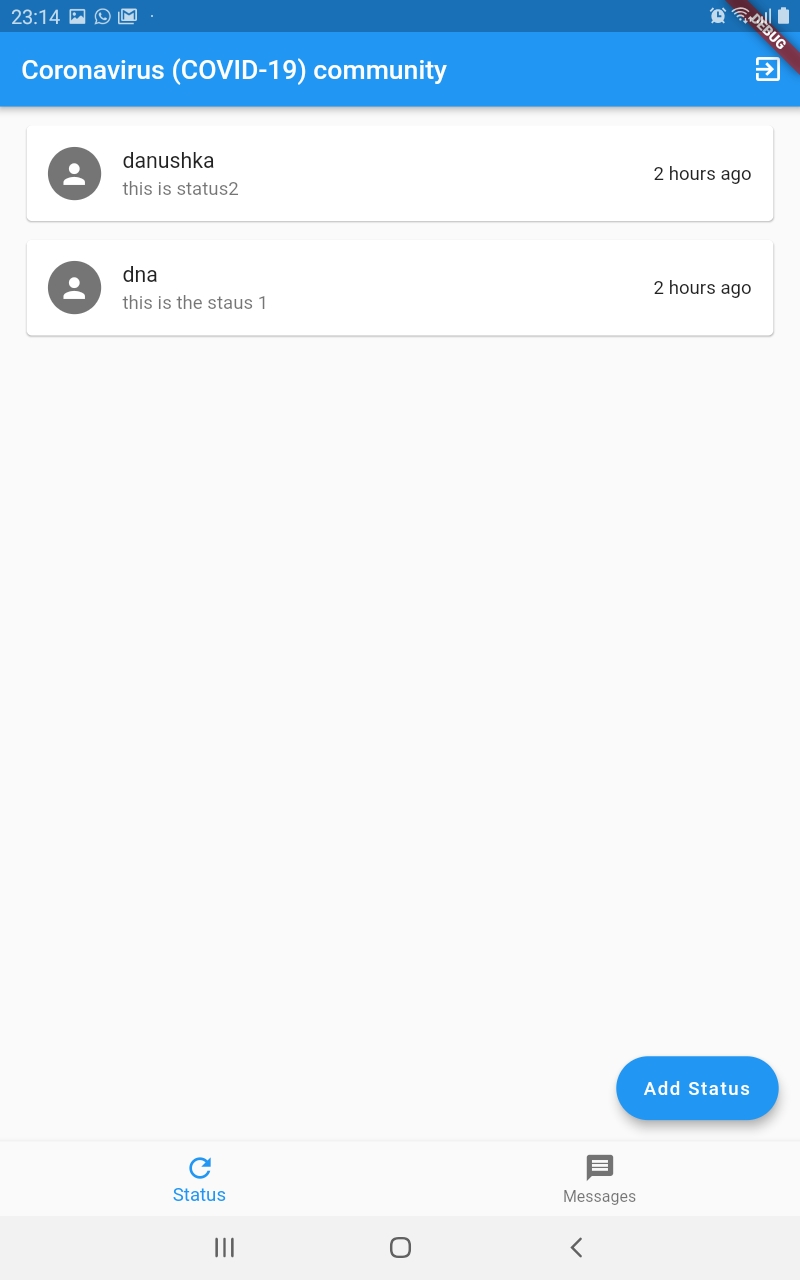 23:14
DEBUG
Coronavirus (COVID-19) community
danushka
this is status2
2 hours ago
dna
this is the staus 1
2 hours ago
Add Status
Status
Messages